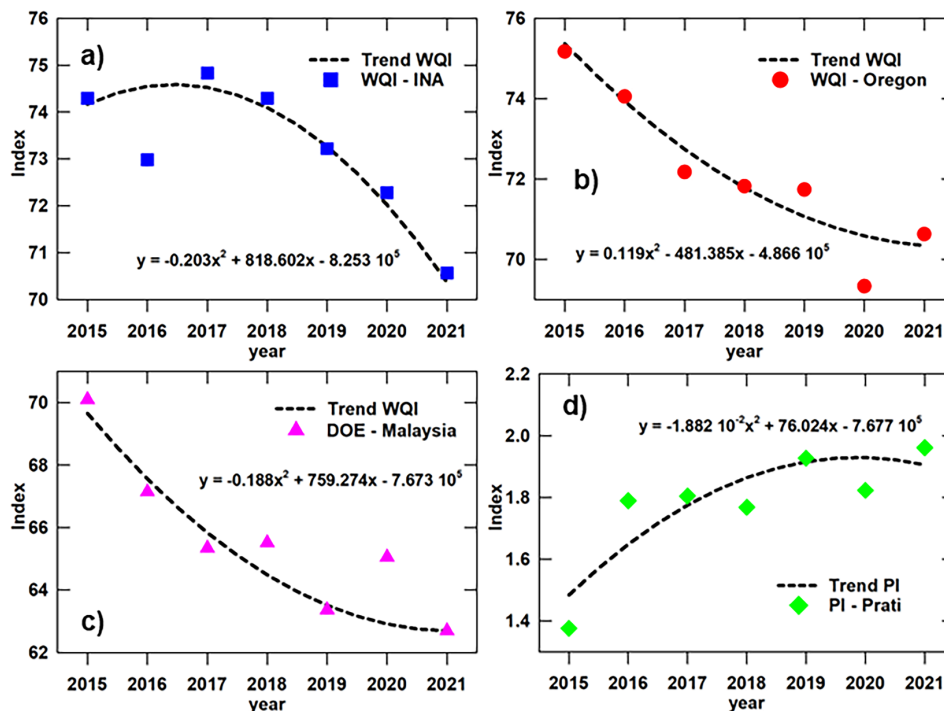 a)
Trend WQI
WQI - INA
y = -0.203x² + 818.602x - 8.253 10⁵
Index
76
75
74
73
72
71
70
2015 2016 2017 2018 2019 2020 2021
year
b)
Trend WQI
WQI - Oregon
y = 0.119x² - 481.385x - 4.866 10⁵
Index
76
74
72
70
2015 2016 2017 2018 2019 2020 2021
year
c)
Trend WQI
DOE - Malaysia
y = -0.188x² + 759.274x - 7.673 10⁵
Index
70
68
66
64
62
2015 2016 2017 2018 2019 2020 2021
year
d)
y = -1.882 10⁻²x² + 76.024x - 7.677 10⁵
Trend PI
PI - Prati
Index
2.2
2.0
1.8
1.6
1.4
2015 2016 2017 2018 2019 2020 2021
year